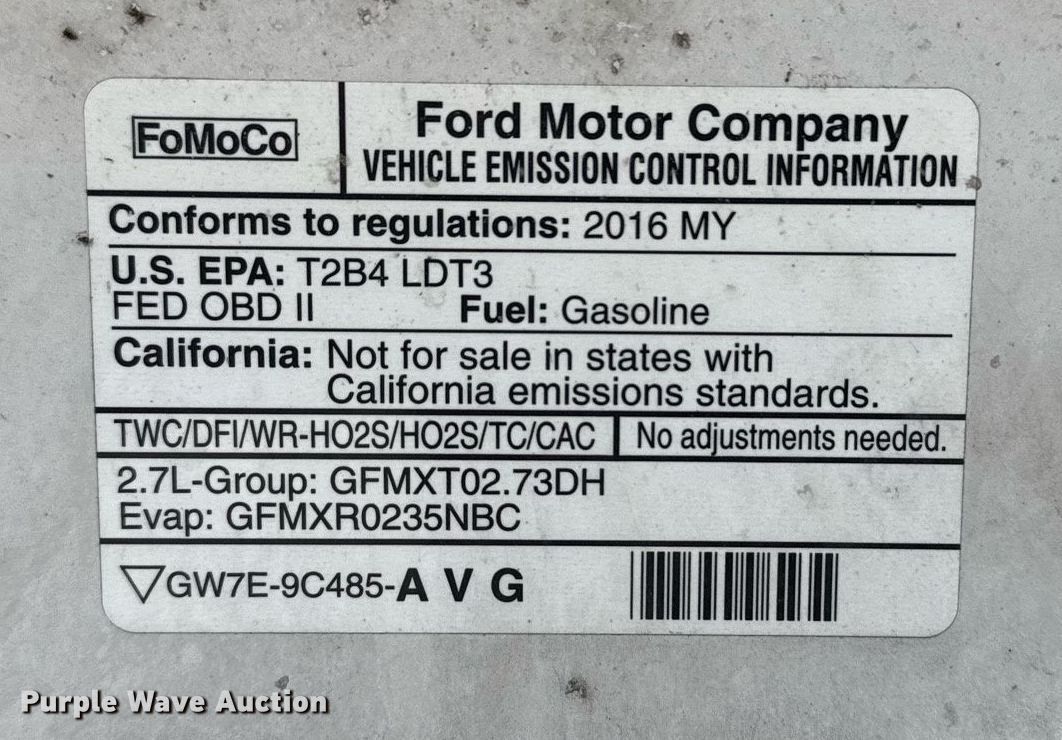 FoMoCo
Ford Motor Company
VEHICLE EMISSION CONTROL INFORMATION
Conforms to regulations: 2016 MY
U.S. EPA: T2B4 LDT3
FED OBD II Fuel: Gasoline
California: Not for sale in states with
California emissions standards.
TWC/DFI/WR-HO2S/HO2S/TC/CAC No adjustments needed.
2.7L-Group: GFMXT02.73DH
Evap: GFMXR0235NBC
GW7E-9C485-A V G
Purple Wave Auction